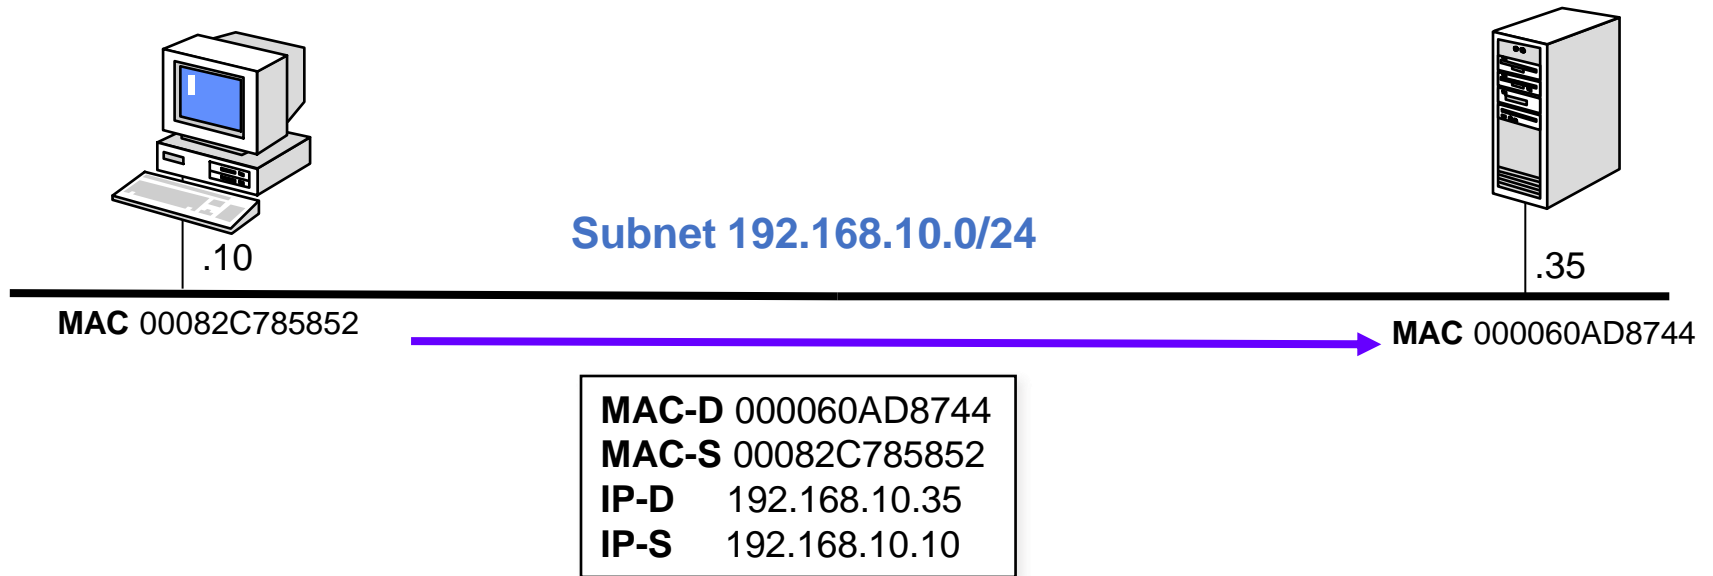 Subnet 192.168.10.0/24
.10
.35
MAC 00082C785852
MAC 000060AD8744
MAC-D 000060AD8744
MAC-S 00082C785852
IP-D 192.168.10.35
IP-S 192.168.10.10